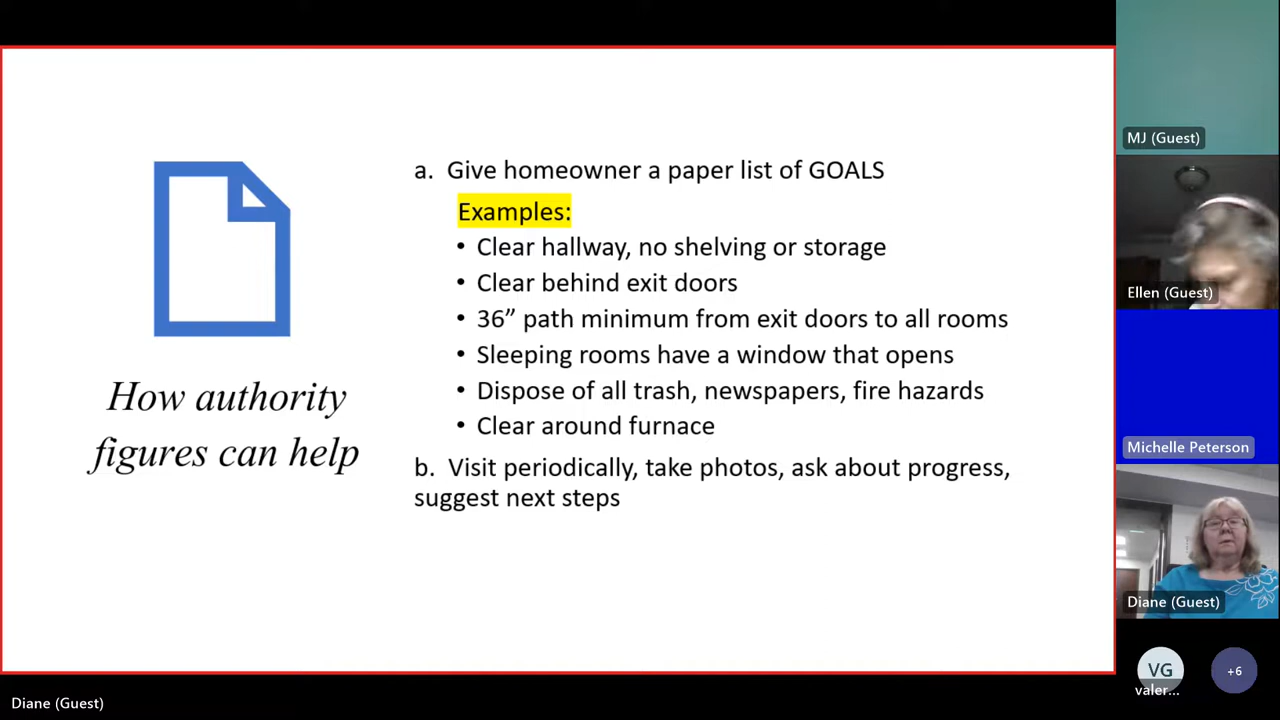 How authority
figures can help
a. Give homeowner a paper list of GOALS
Examples:
• Clear hallway, no shelving or storage
• Clear behind exit doors
• 36” path minimum from exit doors to all rooms
• Sleeping rooms have a window that opens
• Dispose of all trash, newspapers, fire hazards
• Clear around furnace
b. Visit periodically, take photos, ask about progress,
suggest next steps
MJ (Guest)
Ellen (Guest)
Michelle Peterson
Diane (Guest)
VG
valer...
+6
Diane (Guest)